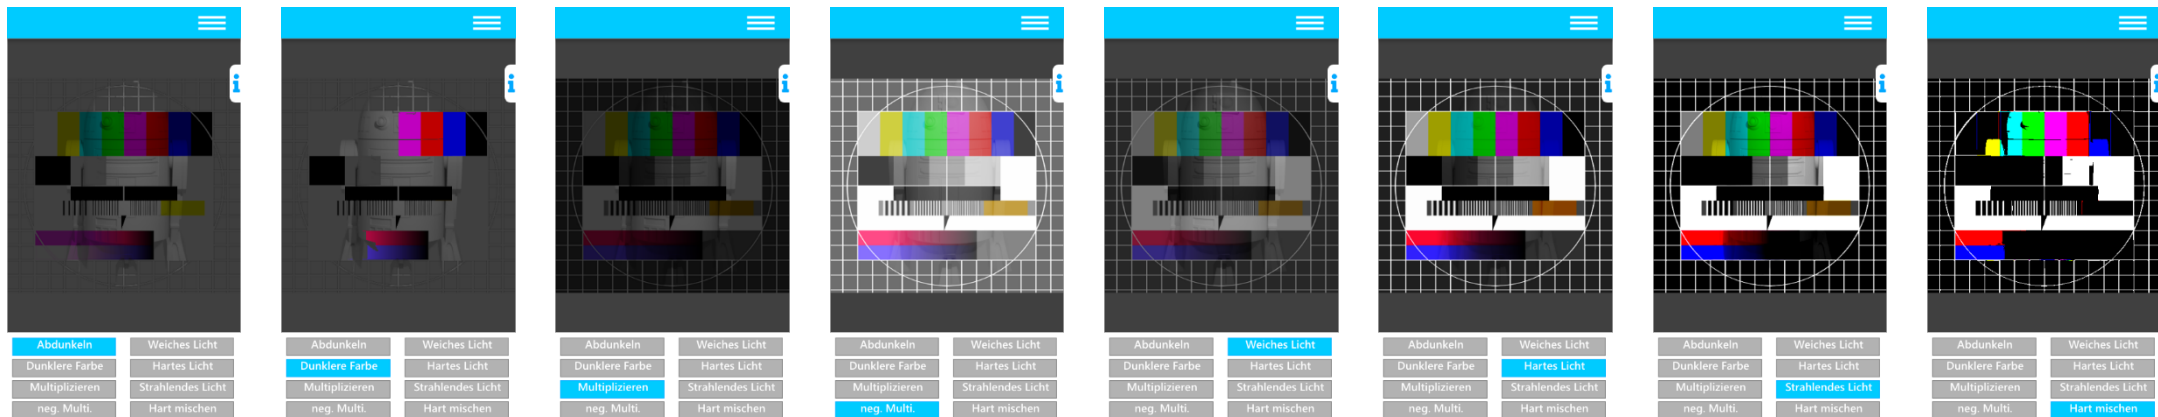 i
Abdunkeln Weiches Licht
Dunklere Farbe Hartes Licht
Multiplizieren Strahlendes Licht
neg. Multi. Hart mischen
i
Abdunkeln Weiches Licht
Dunklere Farbe Hartes Licht
Multiplizieren Strahlendes Licht
neg. Multi. Hart mischen
i
Abdunkeln Weiches Licht
Dunklere Farbe Hartes Licht
Multiplizieren Strahlendes Licht
neg. Multi. Hart mischen
i
Abdunkeln Weiches Licht
Dunklere Farbe Hartes Licht
Multiplizieren Strahlendes Licht
neg. Multi. Hart mischen
i
Abdunkeln Weiches Licht
Dunklere Farbe Hartes Licht
Multiplizieren Strahlendes Licht
neg. Multi. Hart mischen
i
Abdunkeln Weiches Licht
Dunklere Farbe Hartes Licht
Multiplizieren Strahlendes Licht
neg. Multi. Hart mischen
i
Abdunkeln Weiches Licht
Dunklere Farbe Hartes Licht
Multiplizieren Strahlendes Licht
neg. Multi. Hart mischen
i
Abdunkeln Weiches Licht
Dunklere Farbe Hartes Licht
Multiplizieren Strahlendes Licht
neg. Multi. Hart mischen